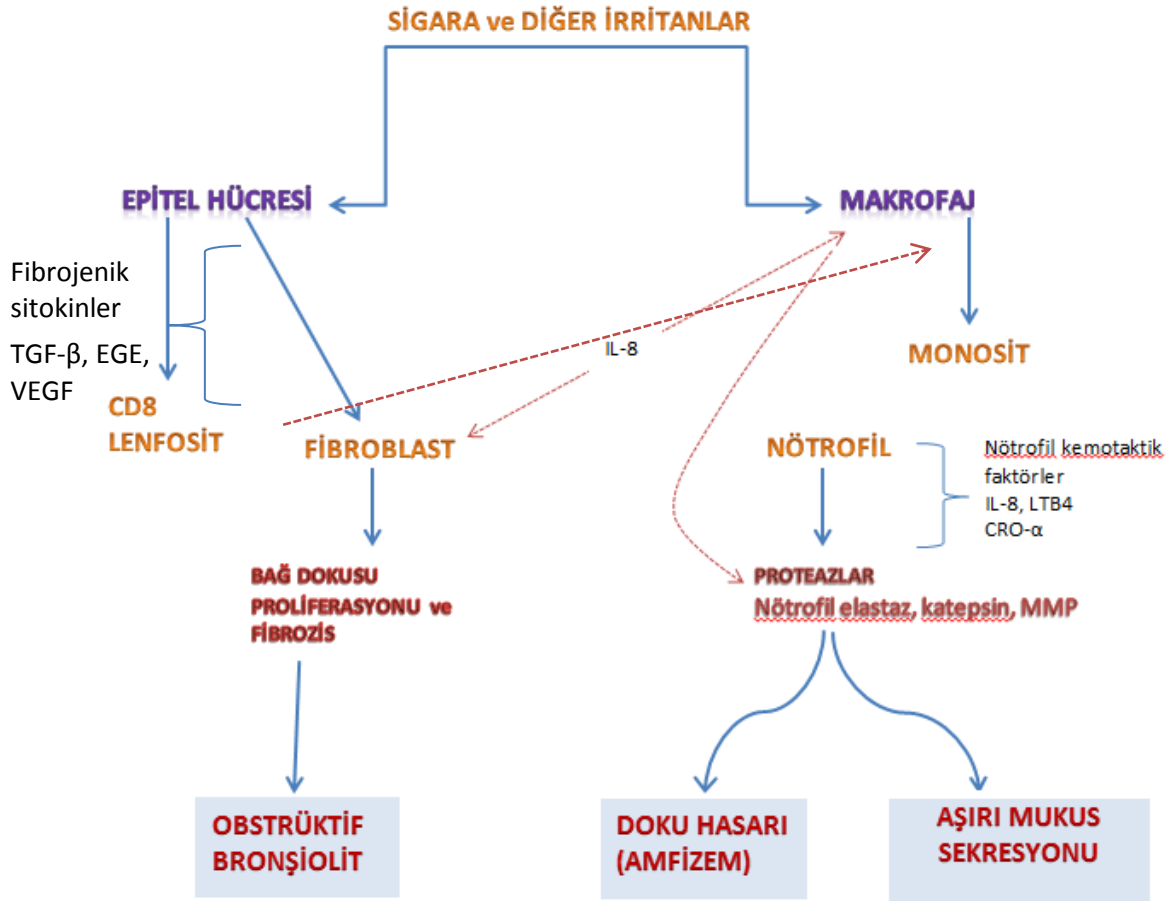 SİGARA ve DİĞER İRRİTANLAR
EPİTEL HÜCRESİ
MAKROFAJ
Fibrojenik
sitokinler
TGF-β, EGE,
VEGF
IL-8
MONOSİT
CD8
LENFOSİT
FİBROBLAST
NÖTROFİL
Nötrofil kemotaktik
faktörler
IL-8, LTB4
CRO-α
BAĞ DOKUSU
PROLİFERASYONU ve
FİBROZİS
PROTEAZLAR
Nötrofil elastaz, katepsin, MMP
OBSTRÜKTİF
BRONŞİOLİT
DOKU HASARI
(AMFİZEM)
AŞIRI MUKUS
SEKRESYONU